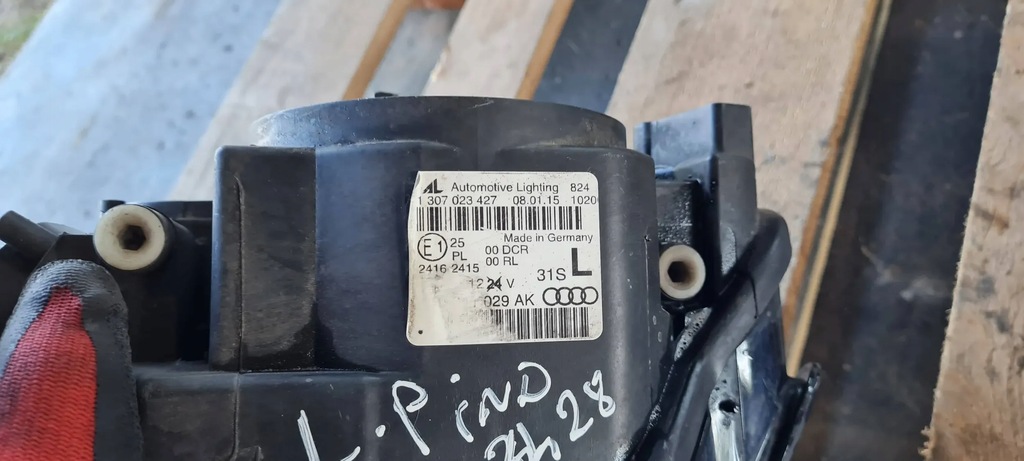 AL Automotive Lighting 824
1 307 023 427 08.01.15 1020
Made in Germany
E1 25 00 DCR
PL 00 RL
2416 2415 31S L
12 24 V
029 AK
L.PiND
28